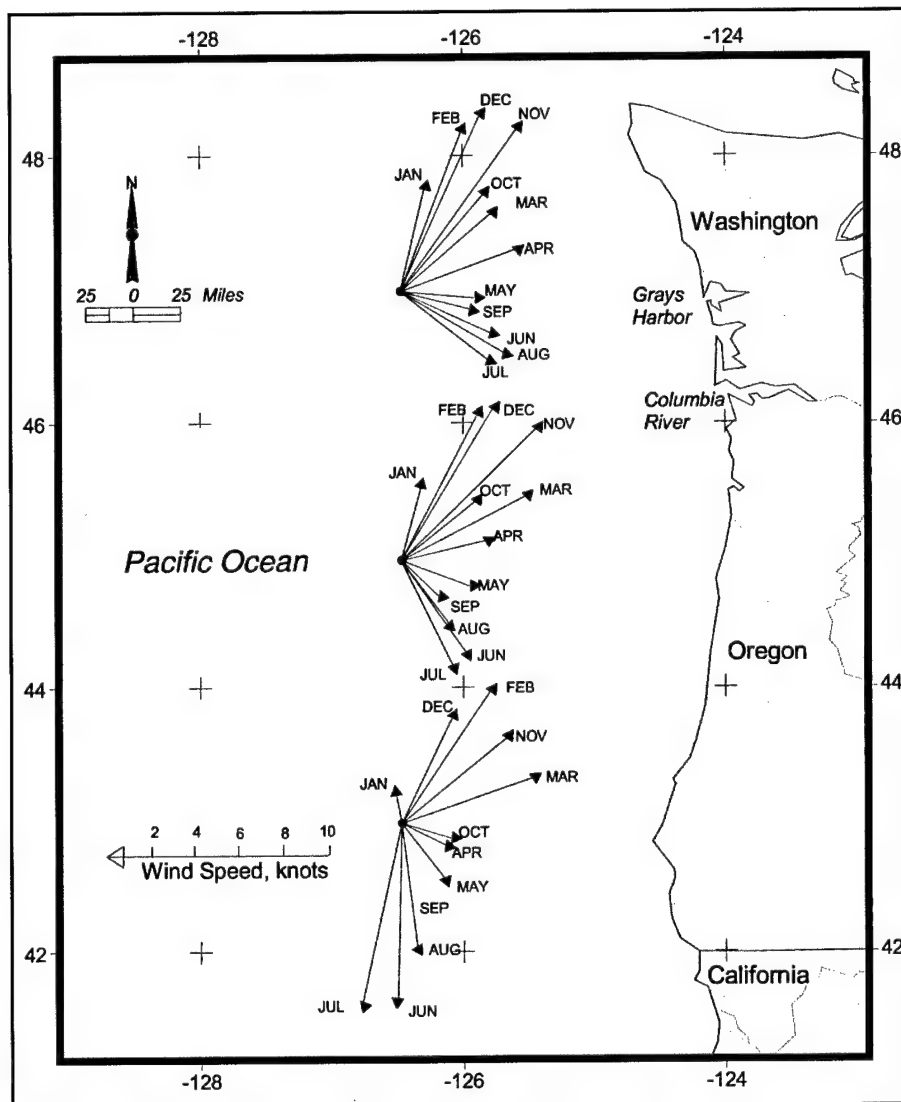 -128 -126 -124
DEC
FEB NOV
48 48
JAN OCT
N MAR
Washington
APR
25 0 25 Miles
MAY
Grays
Harbor
SEP
JUN
AUG
JUL
Columbia
River
46 46
FEB DEC
NOV
JAN
OCT MAR
APR
Pacific Ocean
MAY
SEP
AUG
JUN
Oregon
JUL
44 44
FEB
DEC
NOV
JAN MAR
OCT
2 4 6 8 10
APR
Wind Speed, knots
MAY
SEP
42 42
AUG
California
JUL JUN
-128 -126 -124